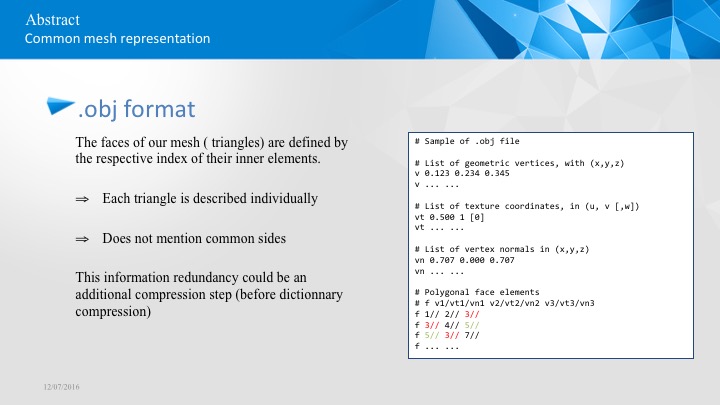 Abstract
Common mesh representation
.obj format
The faces of our mesh ( triangles) are defined by
the respective index of their inner elements.
⇒ Each triangle is described individually
⇒ Does not mention common sides
This information redundancy could be an
additional compression step (before dictionnary
compression)
# Sample of .obj file
# List of geometric vertices, with (x,y,z)
v 0.123 0.234 0.345
v ... ...
# List of texture coordinates, in (u, v [,w])
vt 0.500 1 [0]
vt ... ...
# List of vertex normals in (x,y,z)
vn 0.707 0.000 0.707
vn ... ...
# Polygonal face elements
# f v1/vt1/vn1 v2/vt2/vn2 v3/vt3/vn3
f 1// 2// 3//
f 3// 4// 5//
f 5// 3// 7//
f ... ...
12/07/2016